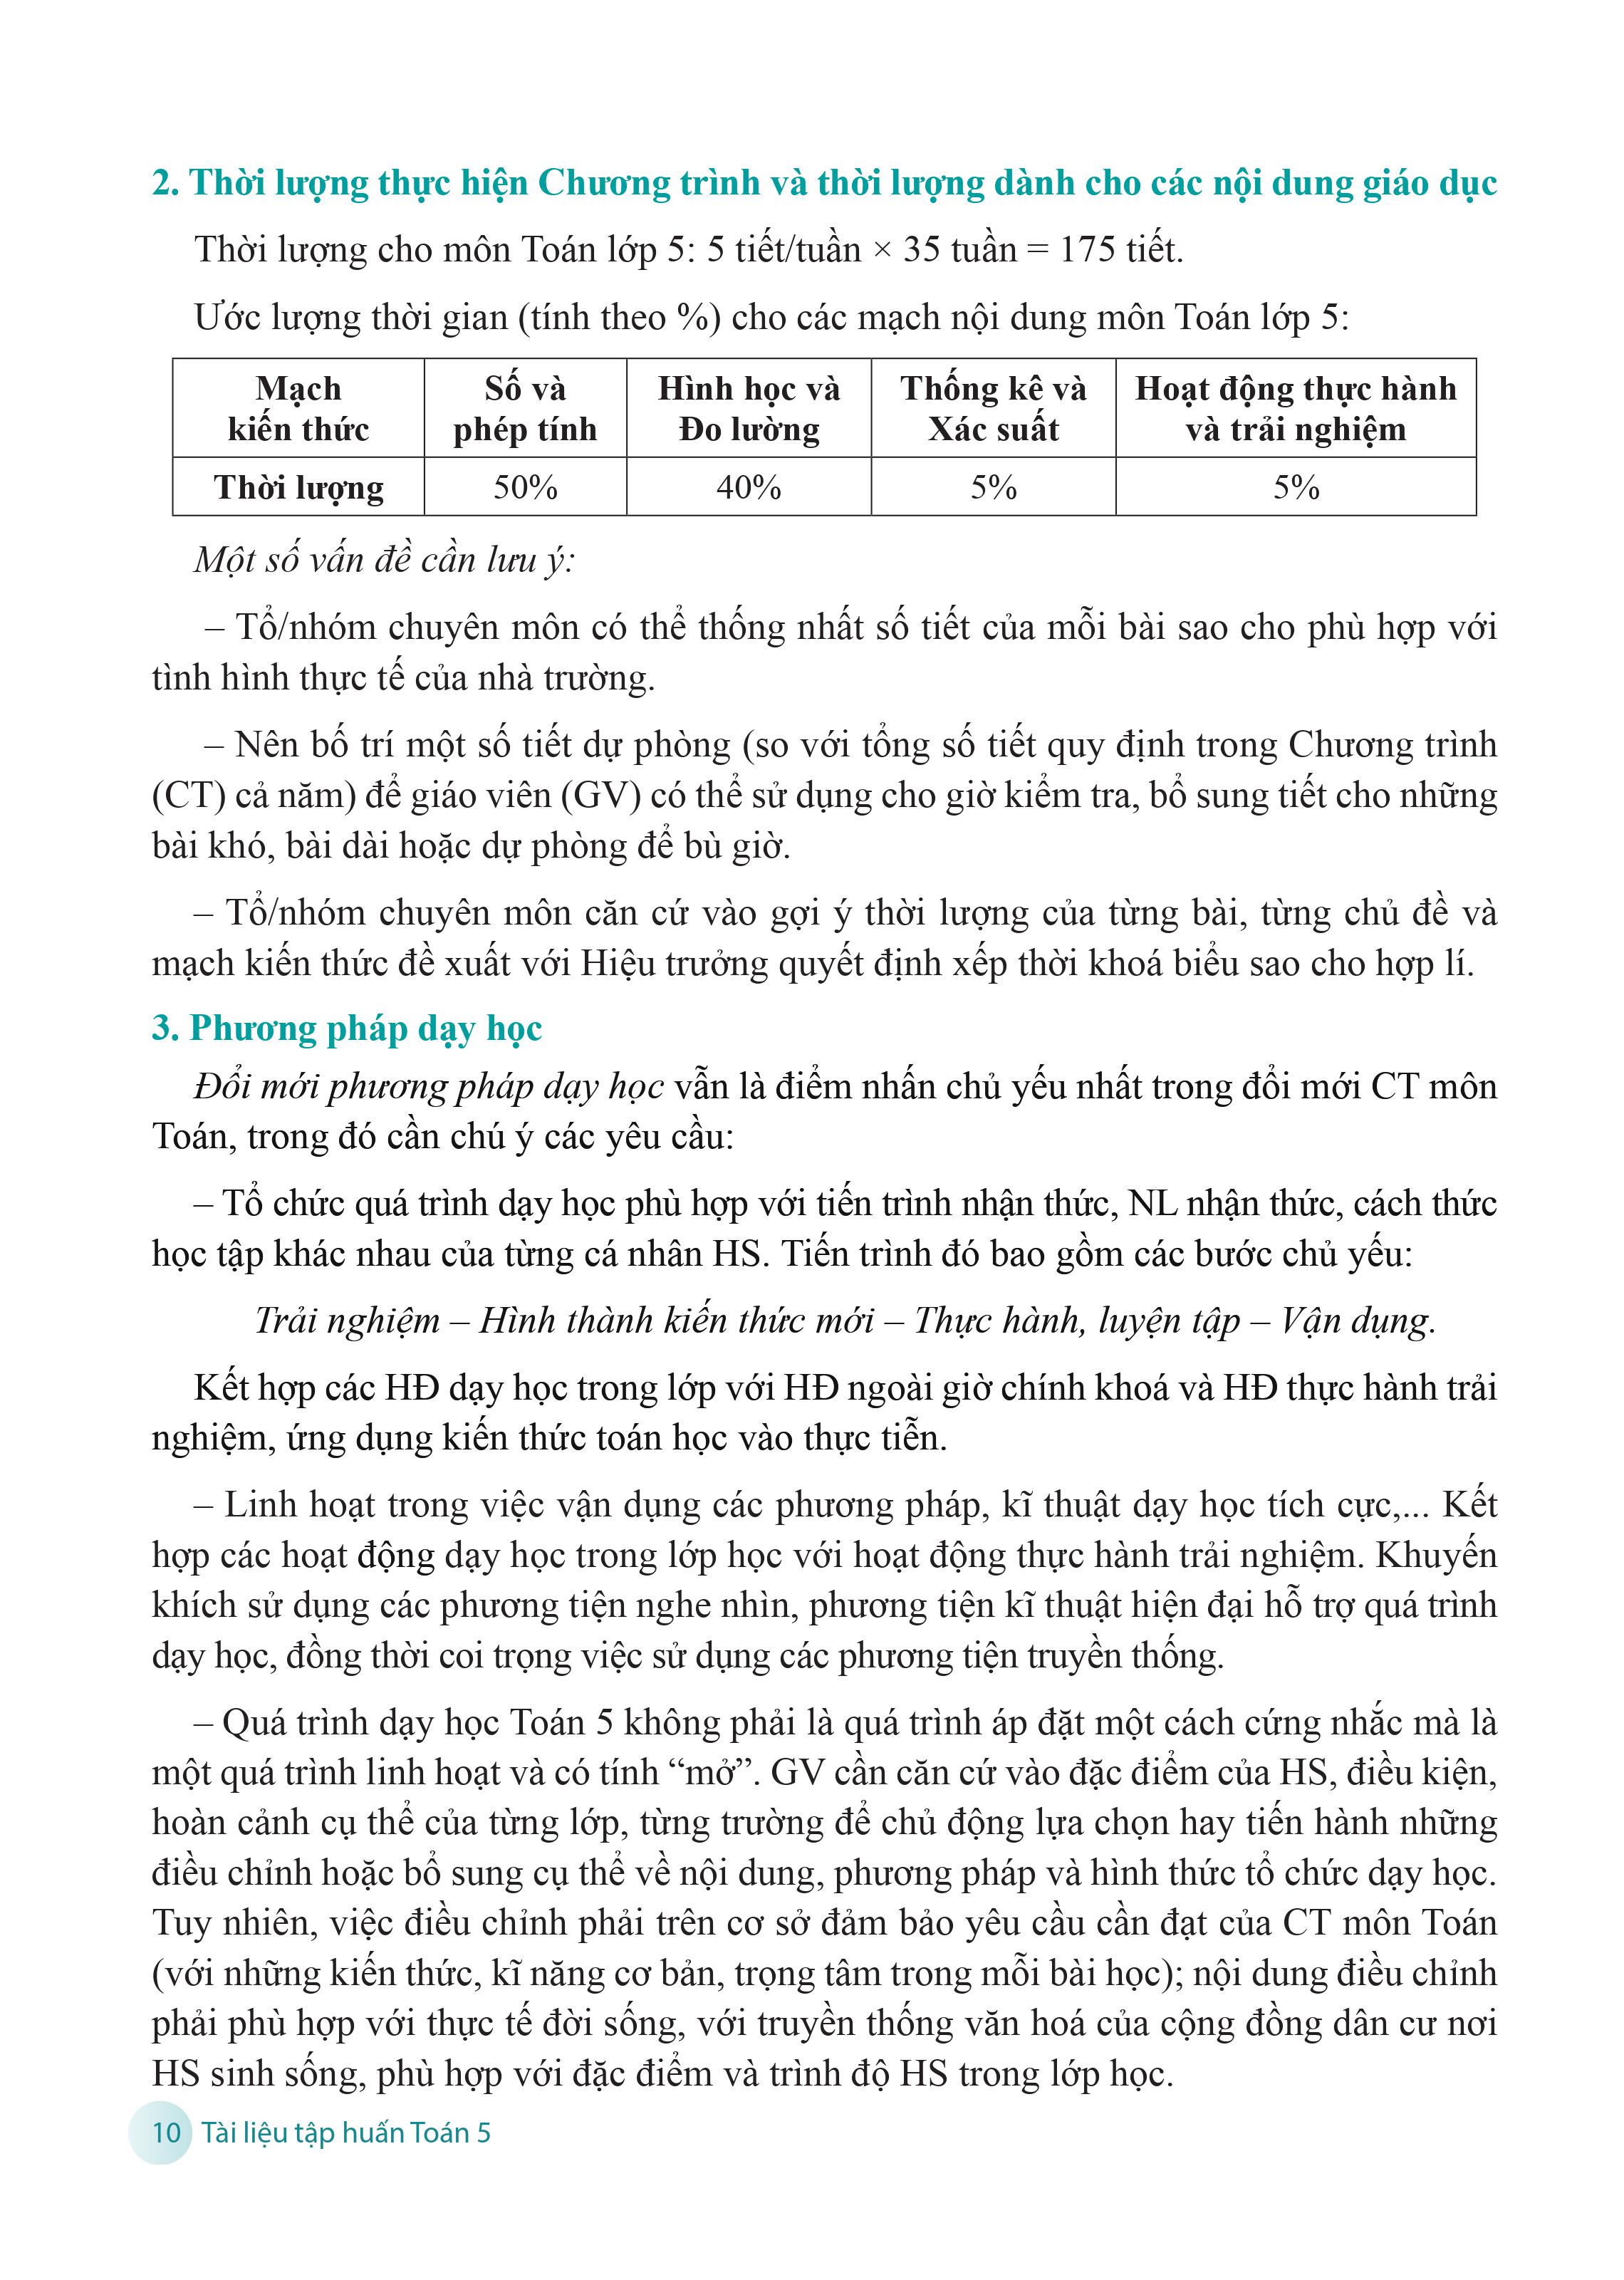 2. Thời lượng thực hiện Chương trình và thời lượng dành cho các nội dung giáo dục
Thời lượng cho môn Toán lớp 5: 5 tiết/tuần × 35 tuần = 175 tiết.
Ước lượng thời gian (tính theo %) cho các mạch nội dung môn Toán lớp 5:
Mạch kiến thức | Số và phép tính | Hình học và Đo lường | Thống kê và Xác suất | Hoạt động thực hành và trải nghiệm
Thời lượng | 50% | 40% | 5% | 5%
Một số vấn đề cần lưu ý:
– Tổ/nhóm chuyên môn có thể thống nhất số tiết của mỗi bài sao cho phù hợp với
tình hình thực tế của nhà trường.
– Nên bố trí một số tiết dự phòng (so với tổng số tiết quy định trong Chương trình
(CT) cả năm) để giáo viên (GV) có thể sử dụng cho giờ kiểm tra, bổ sung tiết cho những
bài khó, bài dài hoặc dự phòng để bù giờ.
– Tổ/nhóm chuyên môn căn cứ vào gợi ý thời lượng của từng bài, từng chủ đề và
mạch kiến thức đề xuất với Hiệu trưởng quyết định xếp thời khoá biểu sao cho hợp lí.
3. Phương pháp dạy học
Đổi mới phương pháp dạy học vẫn là điểm nhấn chủ yếu nhất trong đổi mới CT môn
Toán, trong đó cần chú ý các yêu cầu:
– Tổ chức quá trình dạy học phù hợp với tiến trình nhận thức, NL nhận thức, cách thức
học tập khác nhau của từng cá nhân HS. Tiến trình đó bao gồm các bước chủ yếu:
Trải nghiệm – Hình thành kiến thức mới – Thực hành, luyện tập – Vận dụng.
Kết hợp các HĐ dạy học trong lớp với HĐ ngoài giờ chính khoá và HĐ thực hành trải
nghiệm, ứng dụng kiến thức toán học vào thực tiễn.
– Linh hoạt trong việc vận dụng các phương pháp, kĩ thuật dạy học tích cực,... Kết
hợp các hoạt động dạy học trong lớp học với hoạt động thực hành trải nghiệm. Khuyến
khích sử dụng các phương tiện nghe nhìn, phương tiện kĩ thuật hiện đại hỗ trợ quá trình
dạy học, đồng thời coi trọng việc sử dụng các phương tiện truyền thống.
– Quá trình dạy học Toán 5 không phải là quá trình áp đặt một cách cứng nhắc mà là
một quá trình linh hoạt và có tính “mở”. GV cần căn cứ vào đặc điểm của HS, điều kiện,
hoàn cảnh cụ thể của từng lớp, từng trường để chủ động lựa chọn hay tiến hành những
điều chỉnh hoặc bổ sung cụ thể về nội dung, phương pháp và hình thức tổ chức dạy học.
Tuy nhiên, việc điều chỉnh phải trên cơ sở đảm bảo yêu cầu cần đạt của CT môn Toán
(với những kiến thức, kĩ năng cơ bản, trọng tâm trong mỗi bài học); nội dung điều chỉnh
phải phù hợp với thực tế đời sống, với truyền thống văn hoá của cộng đồng dân cư nơi
HS sinh sống, phù hợp với đặc điểm và trình độ HS trong lớp học.
10 Tài liệu tập huấn Toán 5